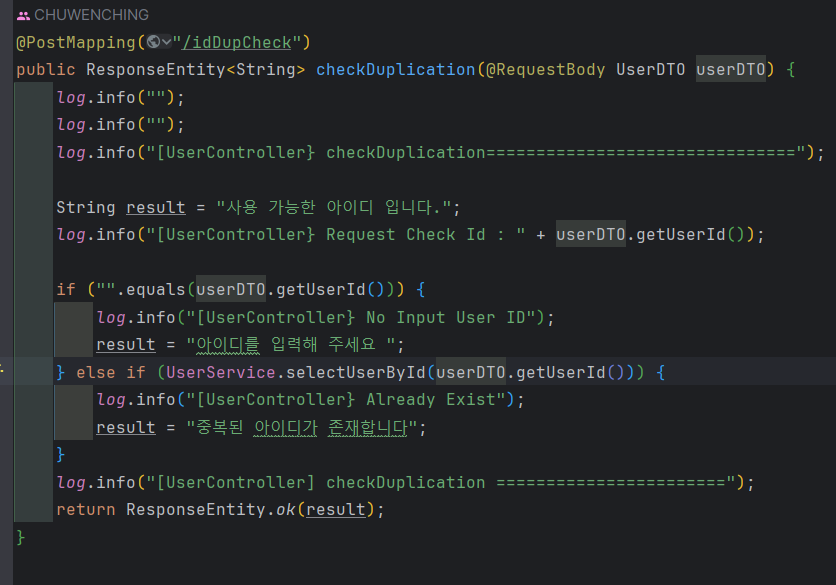 CHUWENCHING
@PostMapping("/idDupCheck")
public ResponseEntity<String> checkDuplication(@RequestBody UserDTO userDTO) {
log.info("");
log.info("");
log.info("[UserController} checkDuplication===============================");
String result = "사용 가능한 아이디 입니다.";
log.info("[UserController} Request Check Id : " + userDTO.getUserId());
if ("".equals(userDTO.getUserId())) {
log.info("[UserController} No Input User ID");
result = "아이디를 입력해 주세요 ";
} else if (UserService.selectUserById(userDTO.getUserId())) {
log.info("[UserController} Already Exist");
result = "중복된 아이디가 존재합니다";
}
log.info("[UserController] checkDuplication =======================");
return ResponseEntity.ok(result);
}